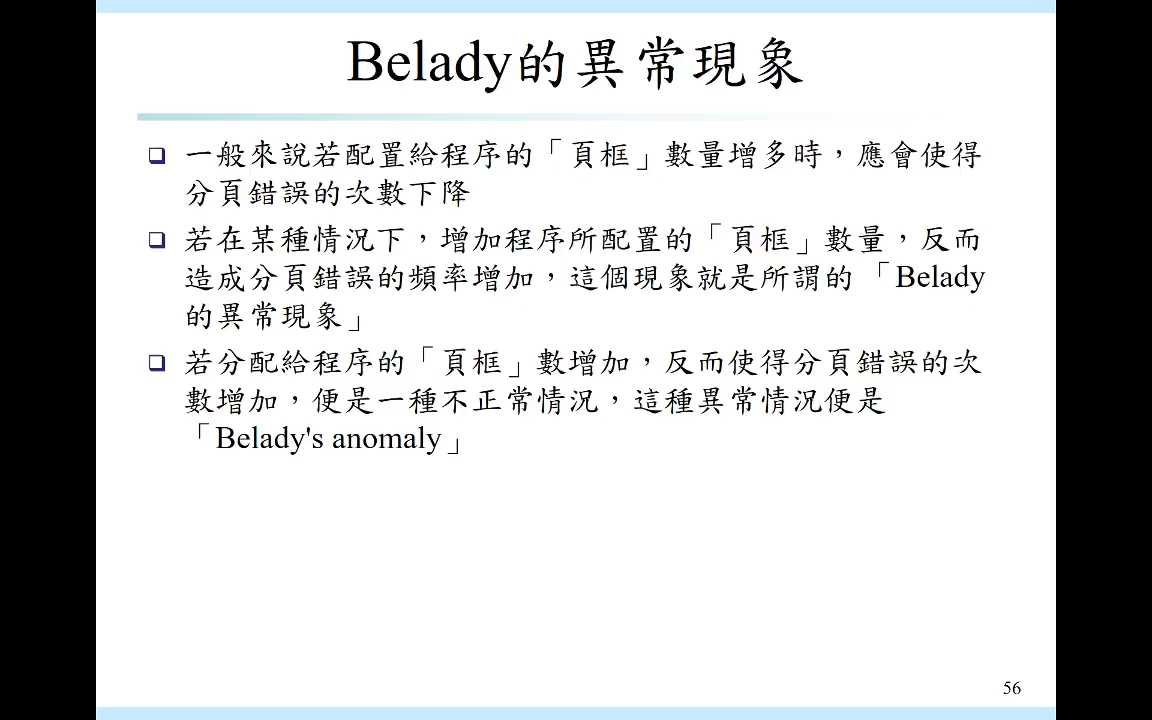 Belady的異常現象
一般來說若配置給程序的「頁框」數量增多時，應會使得
分頁錯誤的次數下降
若在某種情況下，增加程序所配置的「頁框」數量，反而
造成分頁錯誤的頻率增加，這個現象就是所謂的「Belady
的異常現象」
若分配給程序的「頁框」數增加，反而使得分頁錯誤的次
數增加，便是一種不正常情況，這種異常情況便是
「Belady's anomaly」
56